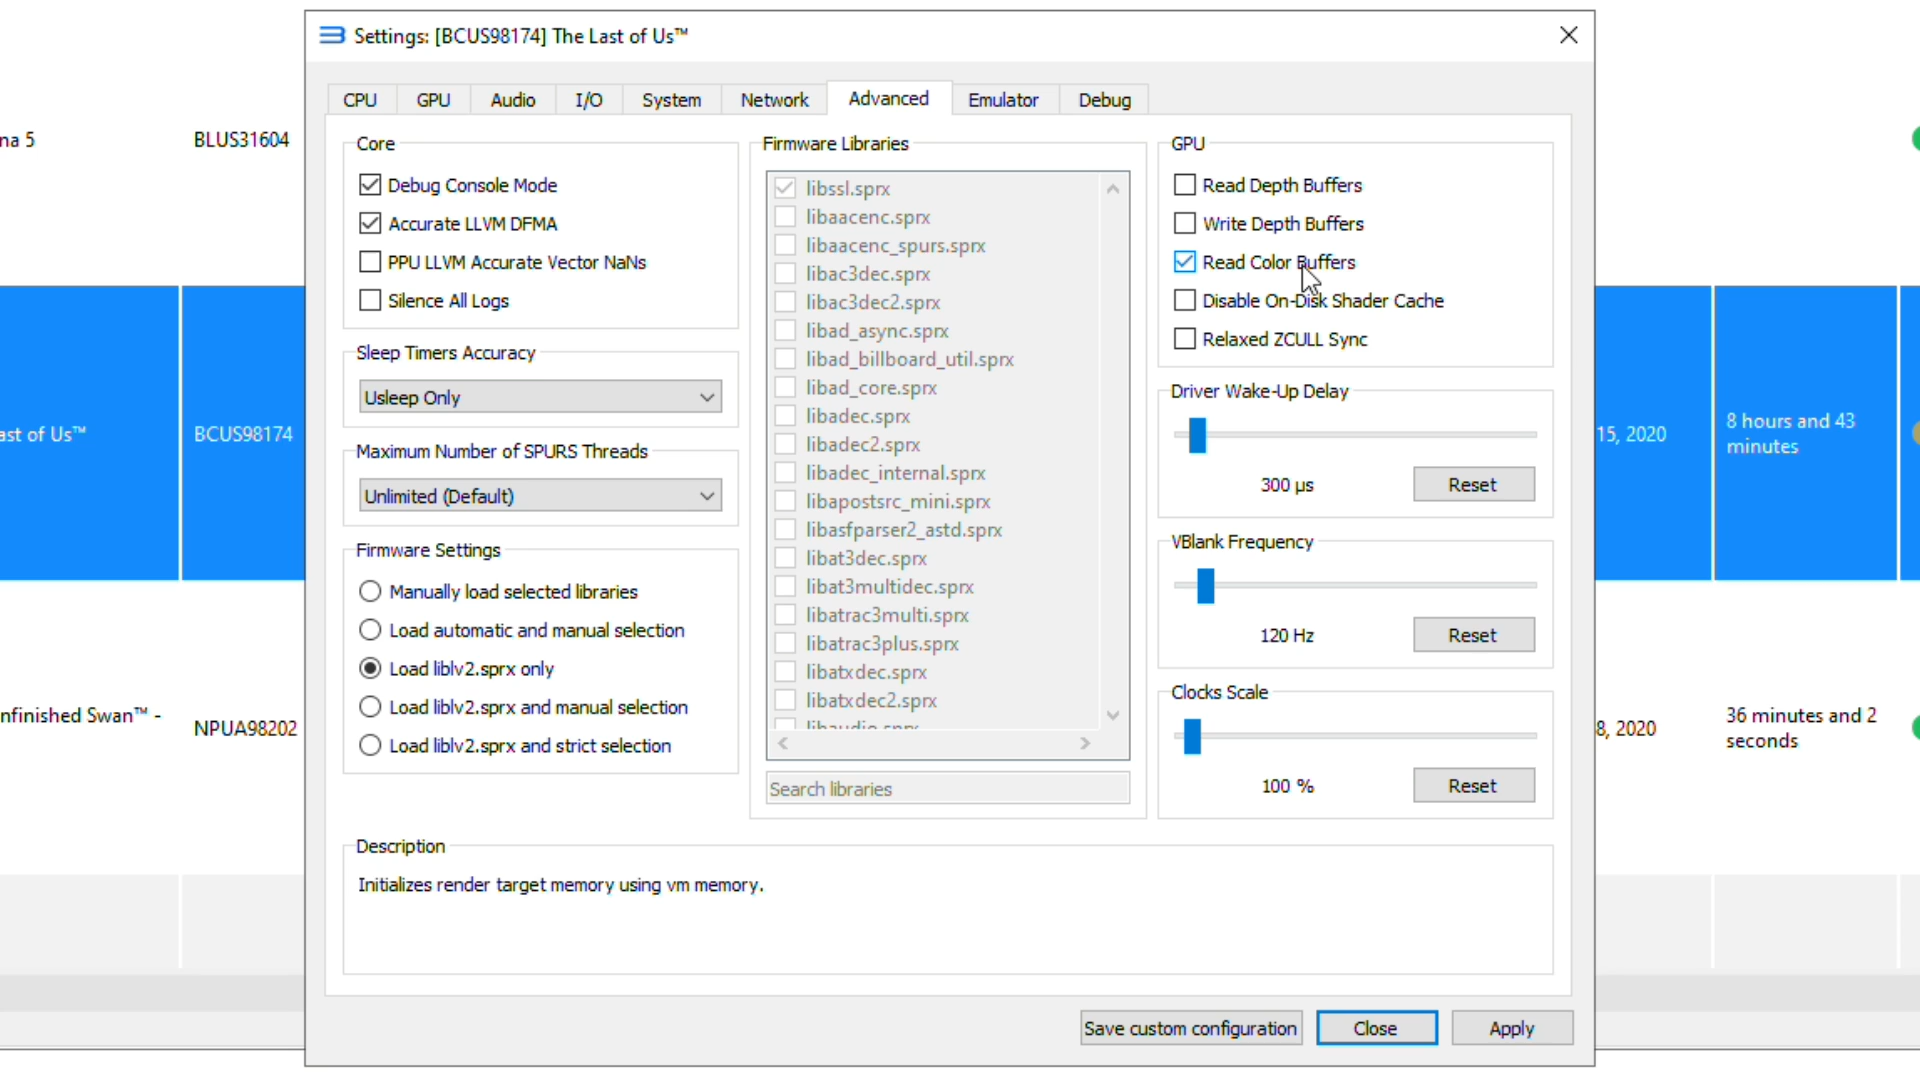 Settings: [BCUS98174] The Last of Us™
CPU
GPU
Audio
I/O
System
Network
Advanced
Emulator
Debug
na 5
BLUS31604
ast of Us™
BCUS98174
nfinished Swan™ -
NPUA98202
Core
Debug Console Mode
Accurate LLVM DFMA
PPU LLVM Accurate Vector NaNs
Silence All Logs
Sleep Timers Accuracy
Usleep Only
Maximum Number of SPURS Threads
Unlimited (Default)
Firmware Settings
Manually load selected libraries
Load automatic and manual selection
Load liblv2.sprx only
Load liblv2.sprx and manual selection
Load liblv2.sprx and strict selection
Firmware Libraries
libssl.sprx
libaacenc.sprx
libaacenc_spurs.sprx
libac3dec.sprx
libac3dec2.sprx
libad_async.sprx
libad_billboard_util.sprx
libad_core.sprx
libadec.sprx
libadec2.sprx
libadec_internal.sprx
libapostsrc_mini.sprx
libasfparser2_astd.sprx
libat3dec.sprx
libat3multidec.sprx
libatrac3multi.sprx
libatrac3plus.sprx
libatxdec.sprx
libatxdec2.sprx
libaudio.sprx
Search libraries
GPU
Read Depth Buffers
Write Depth Buffers
Read Color Buffers
Disable On-Disk Shader Cache
Relaxed ZCULL Sync
Driver Wake-Up Delay
300 µs
Reset
VBlank Frequency
120 Hz
Reset
Clocks Scale
100 %
Reset
15, 2020
8 hours and 43
minutes
8, 2020
36 minutes and 2
seconds
Description
Initializes render target memory using vm memory.
Save custom configuration
Close
Apply